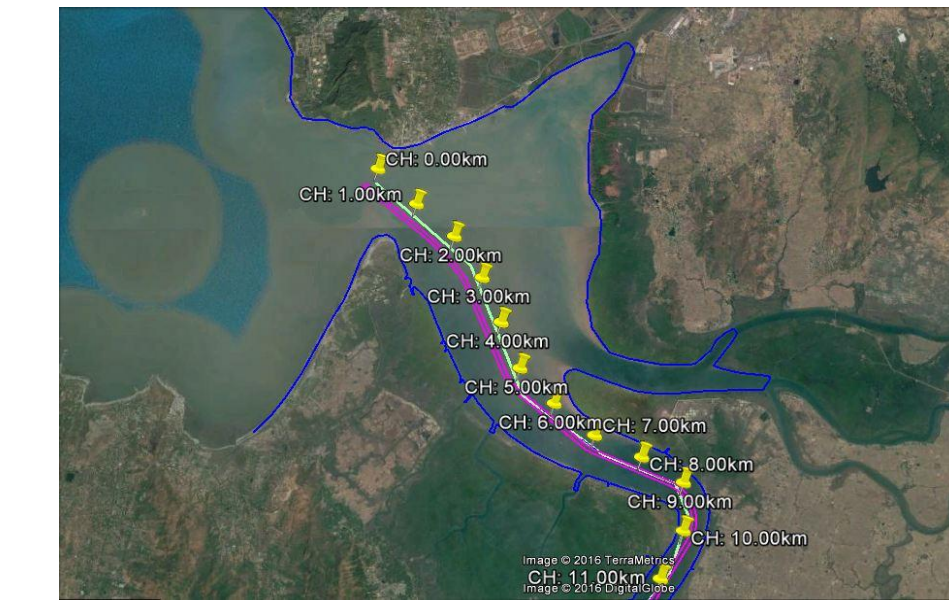 CH: 0.00km
CH: 1.00km
CH: 2.00km
CH: 3.00km
CH: 4.00km
CH: 5.00km
CH: 6.00km
CH: 7.00km
CH: 8.00km
CH: 9.00km
CH: 10.00km
Image © 2016 TerraMetrics
CH: 11.00km
Image © 2016 DigitalGlobe